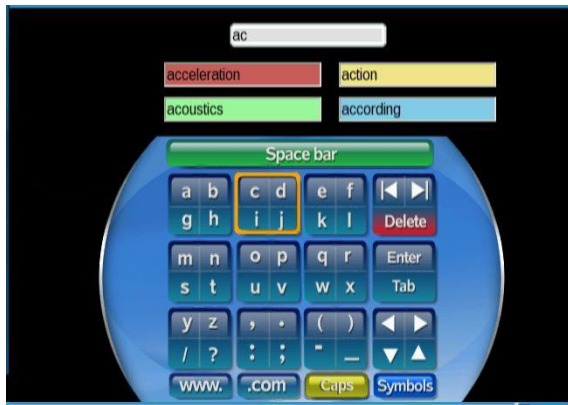 ac
acceleration action
acoustics according
Space bar
a b c d e f
g h i j k l Delete
m n o p q r Enter
s t u v w x Tab
y z , . ( )
/ ? : ; - _
www. .com Caps Symbols